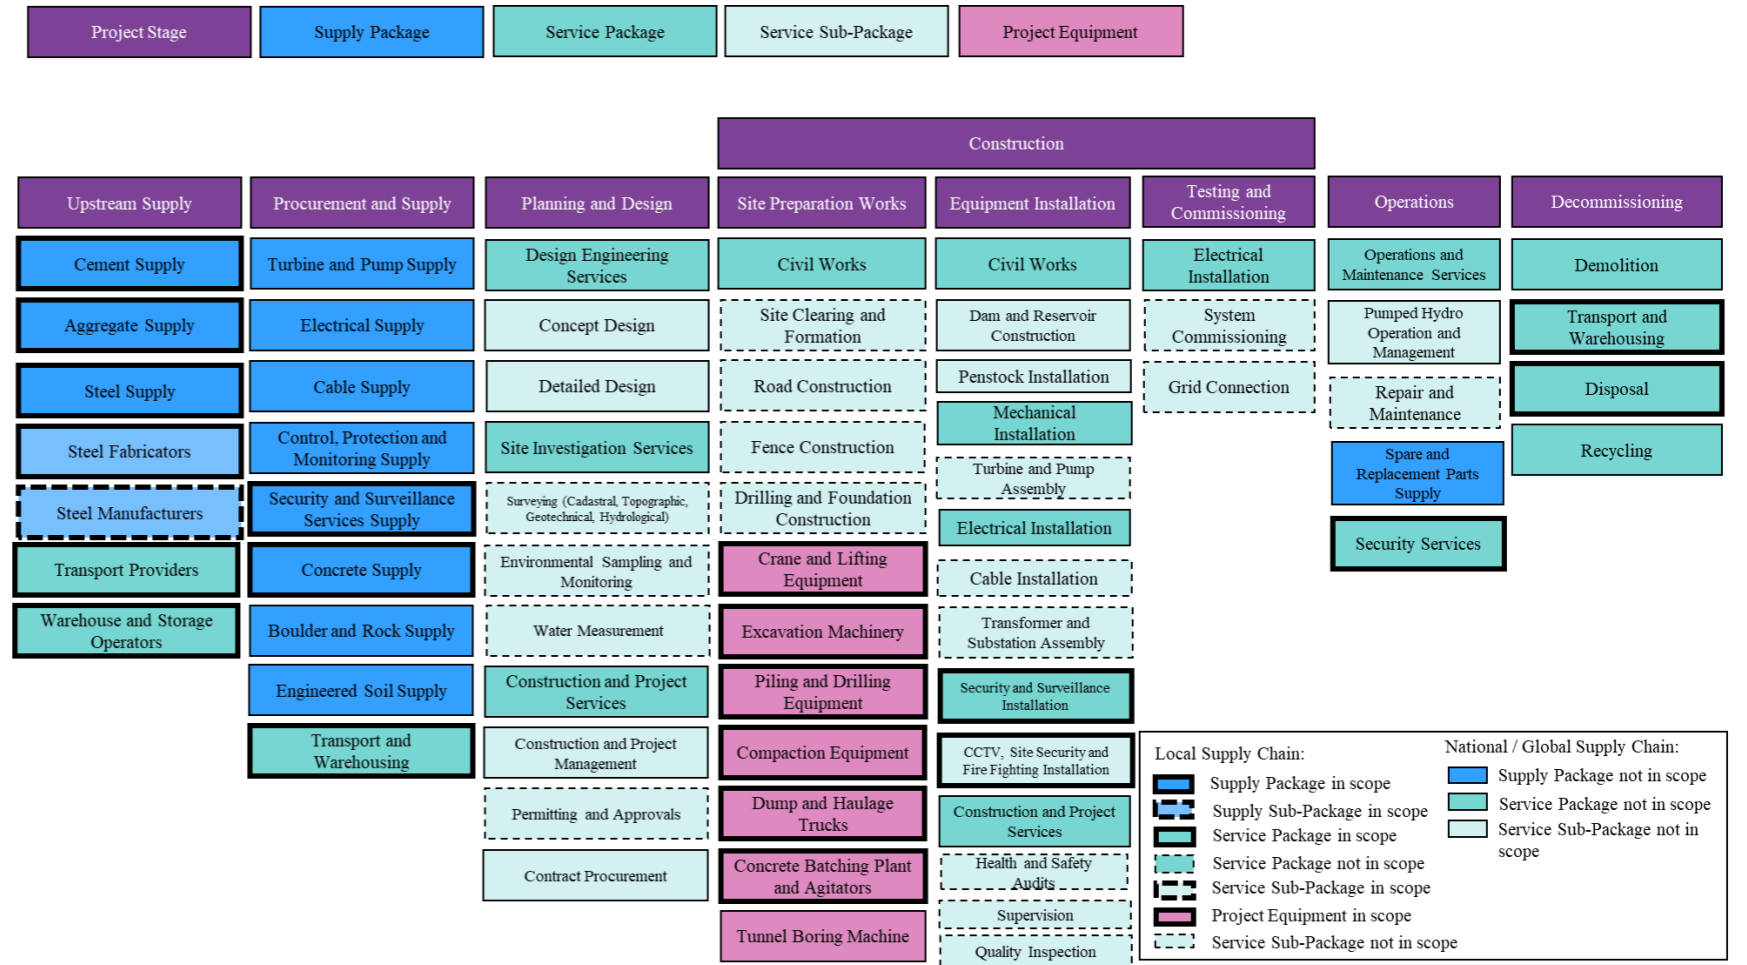 Project Stage
Supply Package
Service Package
Service Sub-Package
Project Equipment
Construction
Upstream Supply
Procurement and Supply
Planning and Design
Site Preparation Works
Equipment Installation
Testing and
Commissioning
Operations
Decommissioning
Cement Supply
Aggregate Supply
Steel Supply
Steel Fabricators
Steel Manufacturers
Transport Providers
Warehouse and Storage
Operators
Turbine and Pump Supply
Electrical Supply
Cable Supply
Control, Protection and
Monitoring Supply
Security and Surveillance
Services Supply
Concrete Supply
Boulder and Rock Supply
Engineered Soil Supply
Transport and
Warehousing
Design Engineering
Services
Concept Design
Detailed Design
Site Investigation Services
Surveying (Cadastral, Topographic,
Geotechnical, Hydrological)
Environmental Sampling and
Monitoring
Water Measurement
Construction and Project
Services
Construction and Project
Management
Permitting and Approvals
Contract Procurement
Civil Works
Site Clearing and
Formation
Road Construction
Fence Construction
Drilling and Foundation
Construction
Crane and Lifting
Equipment
Excavation Machinery
Piling and Drilling
Equipment
Compaction Equipment
Dump and Haulage
Trucks
Concrete Batching Plant
and Agitators
Tunnel Boring Machine
Civil Works
Dam and Reservoir
Construction
Penstock Installation
Mechanical
Installation
Turbine and Pump
Assembly
Electrical Installation
Cable Installation
Transformer and
Substation Assembly
Security and Surveillance
Installation
CCTV, Site Security and
Fire Fighting Installation
Construction and Project
Services
Health and Safety
Audits
Supervision
Quality Inspection
Electrical
Installation
System
Commissioning
Grid Connection
Operations and
Maintenance Services
Pumped Hydro
Operation and
Management
Repair and
Maintenance
Spare and
Replacement Parts
Supply
Security Services
Demolition
Transport and
Warehousing
Disposal
Recycling
Local Supply Chain:
Supply Package in scope
Supply Sub-Package in scope
Service Package in scope
Service Package not in scope
Service Sub-Package in scope
Project Equipment in scope
Service Sub-Package not in scope
National / Global Supply Chain:
Supply Package not in scope
Service Package not in scope
Service Sub-Package not in
scope